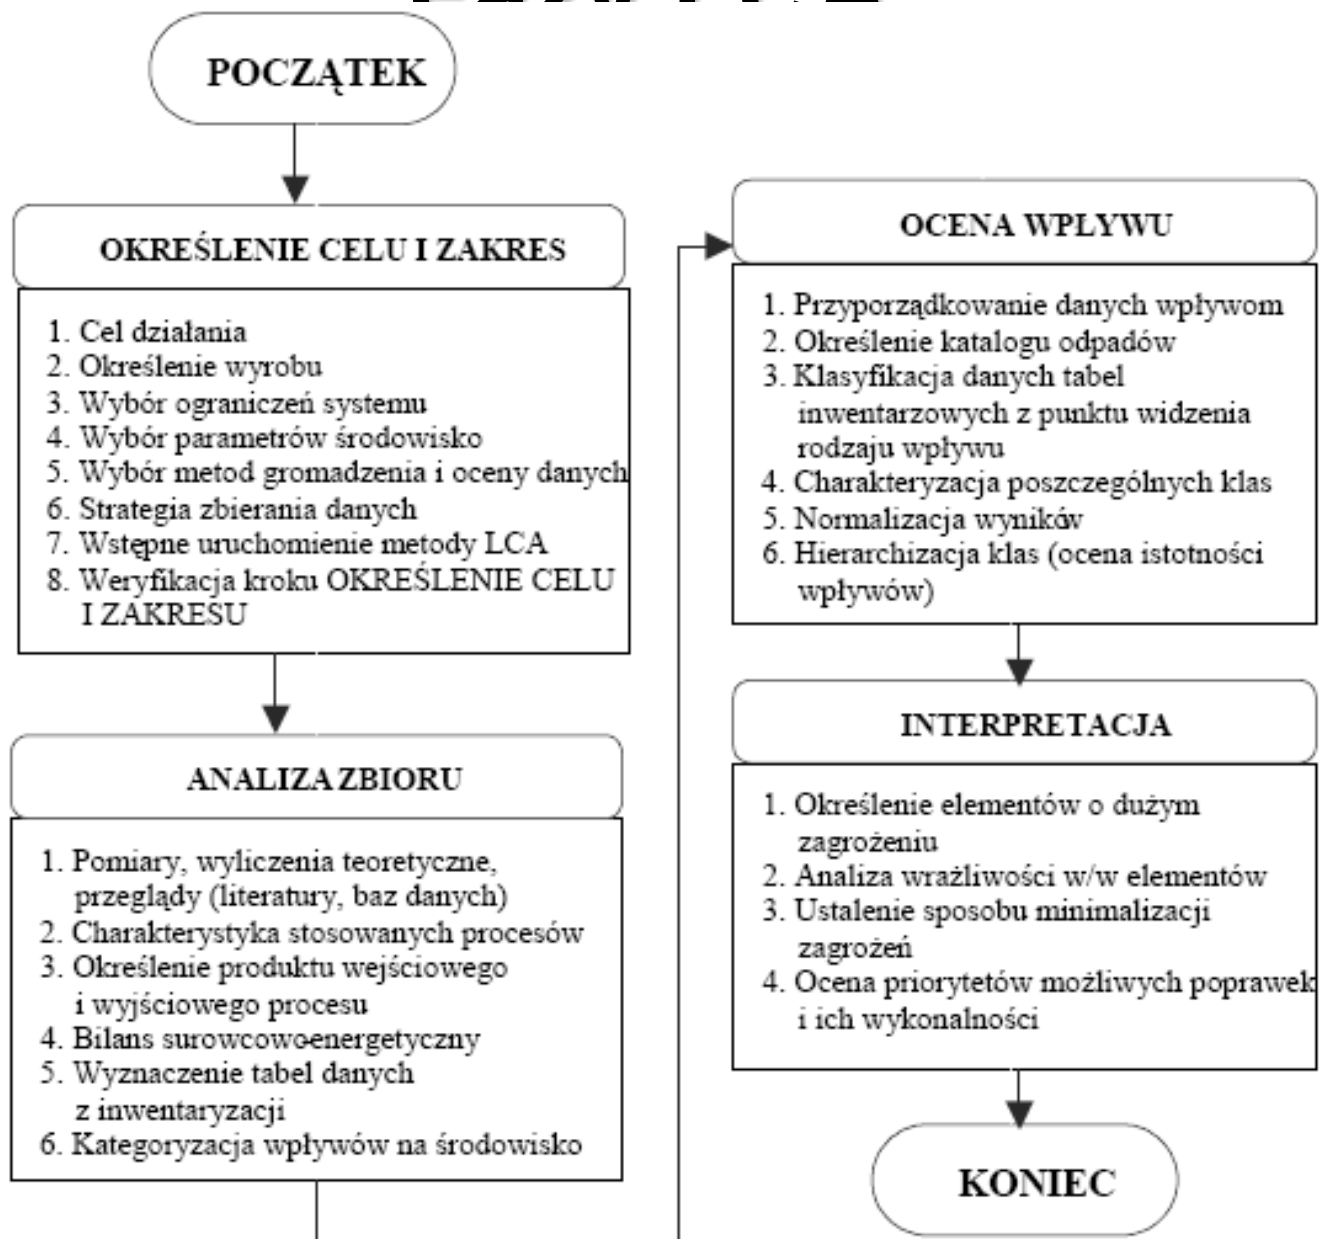 POCZĄTEK
OKREŚLENIE CELU I ZAKRES
1. Cel działania
2. Określenie wyrobu
3. Wybór ograniczeń systemu
4. Wybór parametrów środowisko
5. Wybór metod gromadzenia i oceny danych
6. Strategia zbierania danych
7. Wstępne uruchomienie metody LCA
8. Weryfikacja kroku OKREŚLENIE CELU
I ZAKRESU
ANALIZA ZBIORU
1. Pomiary, wyliczenia teoretyczne,
przeglądy (literatury, baz danych)
2. Charakterystyka stosowanych procesów
3. Określenie produktu wejściowego
i wyjściowego procesu
4. Bilans surowcowo-energetyczny
5. Wyznaczenie tabel danych
z inwentaryzacji
6. Kategoryzacja wpływów na środowisko
OCENA WPŁYWU
1. Przyporządkowanie danych wpływom
2. Określenie katalogu odpadów
3. Klasyfikacja danych tabel
inwentarzowych z punktu widzenia
rodzaju wpływu
4. Charakteryzacja poszczególnych klas
5. Normalizacja wyników
6. Hierarchizacja klas (ocena istotności
wpływów)
INTERPRETACJA
1. Określenie elementów o dużym
zagrożeniu
2. Analiza wrażliwości w/w elementów
3. Ustalenie sposobu minimalizacji
zagrożeń
4. Ocena priorytetów możliwych poprawek
i ich wykonalności
KONIEC